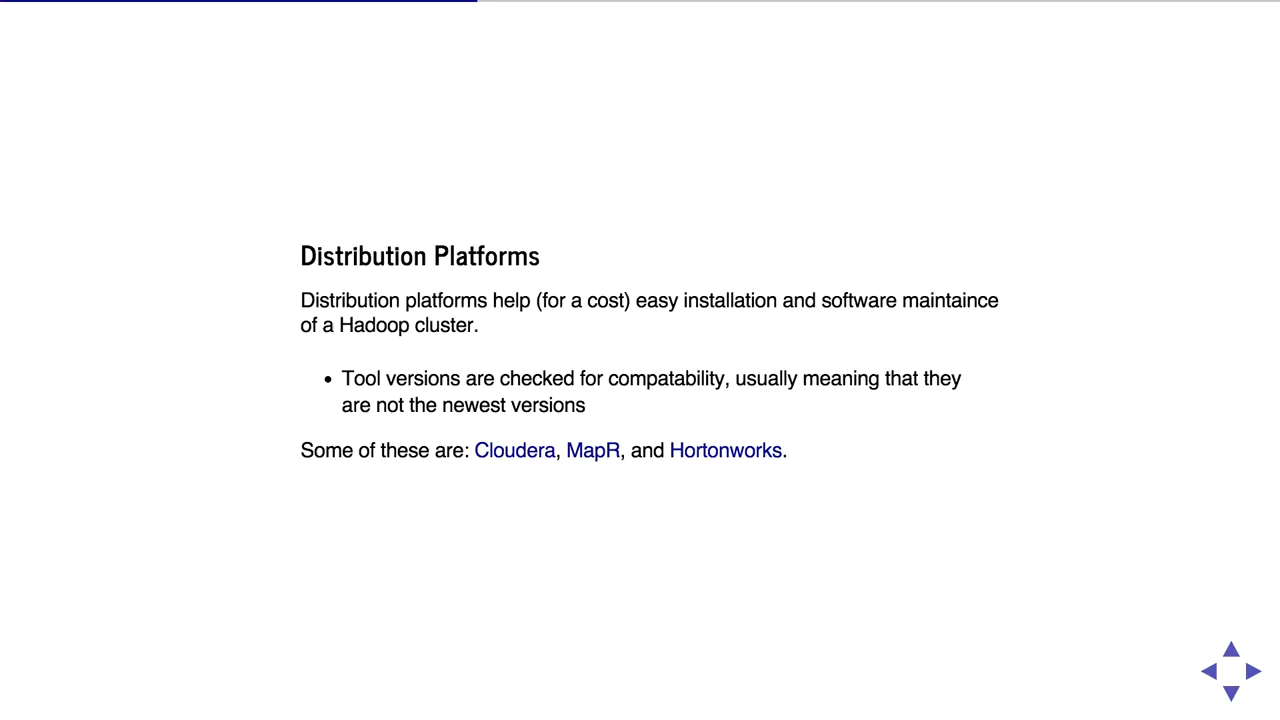 Distribution Platforms
Distribution platforms help (for a cost) easy installation and software maintaince
of a Hadoop cluster.
• Tool versions are checked for compatability, usually meaning that they
are not the newest versions
Some of these are: Cloudera, MapR, and Hortonworks.